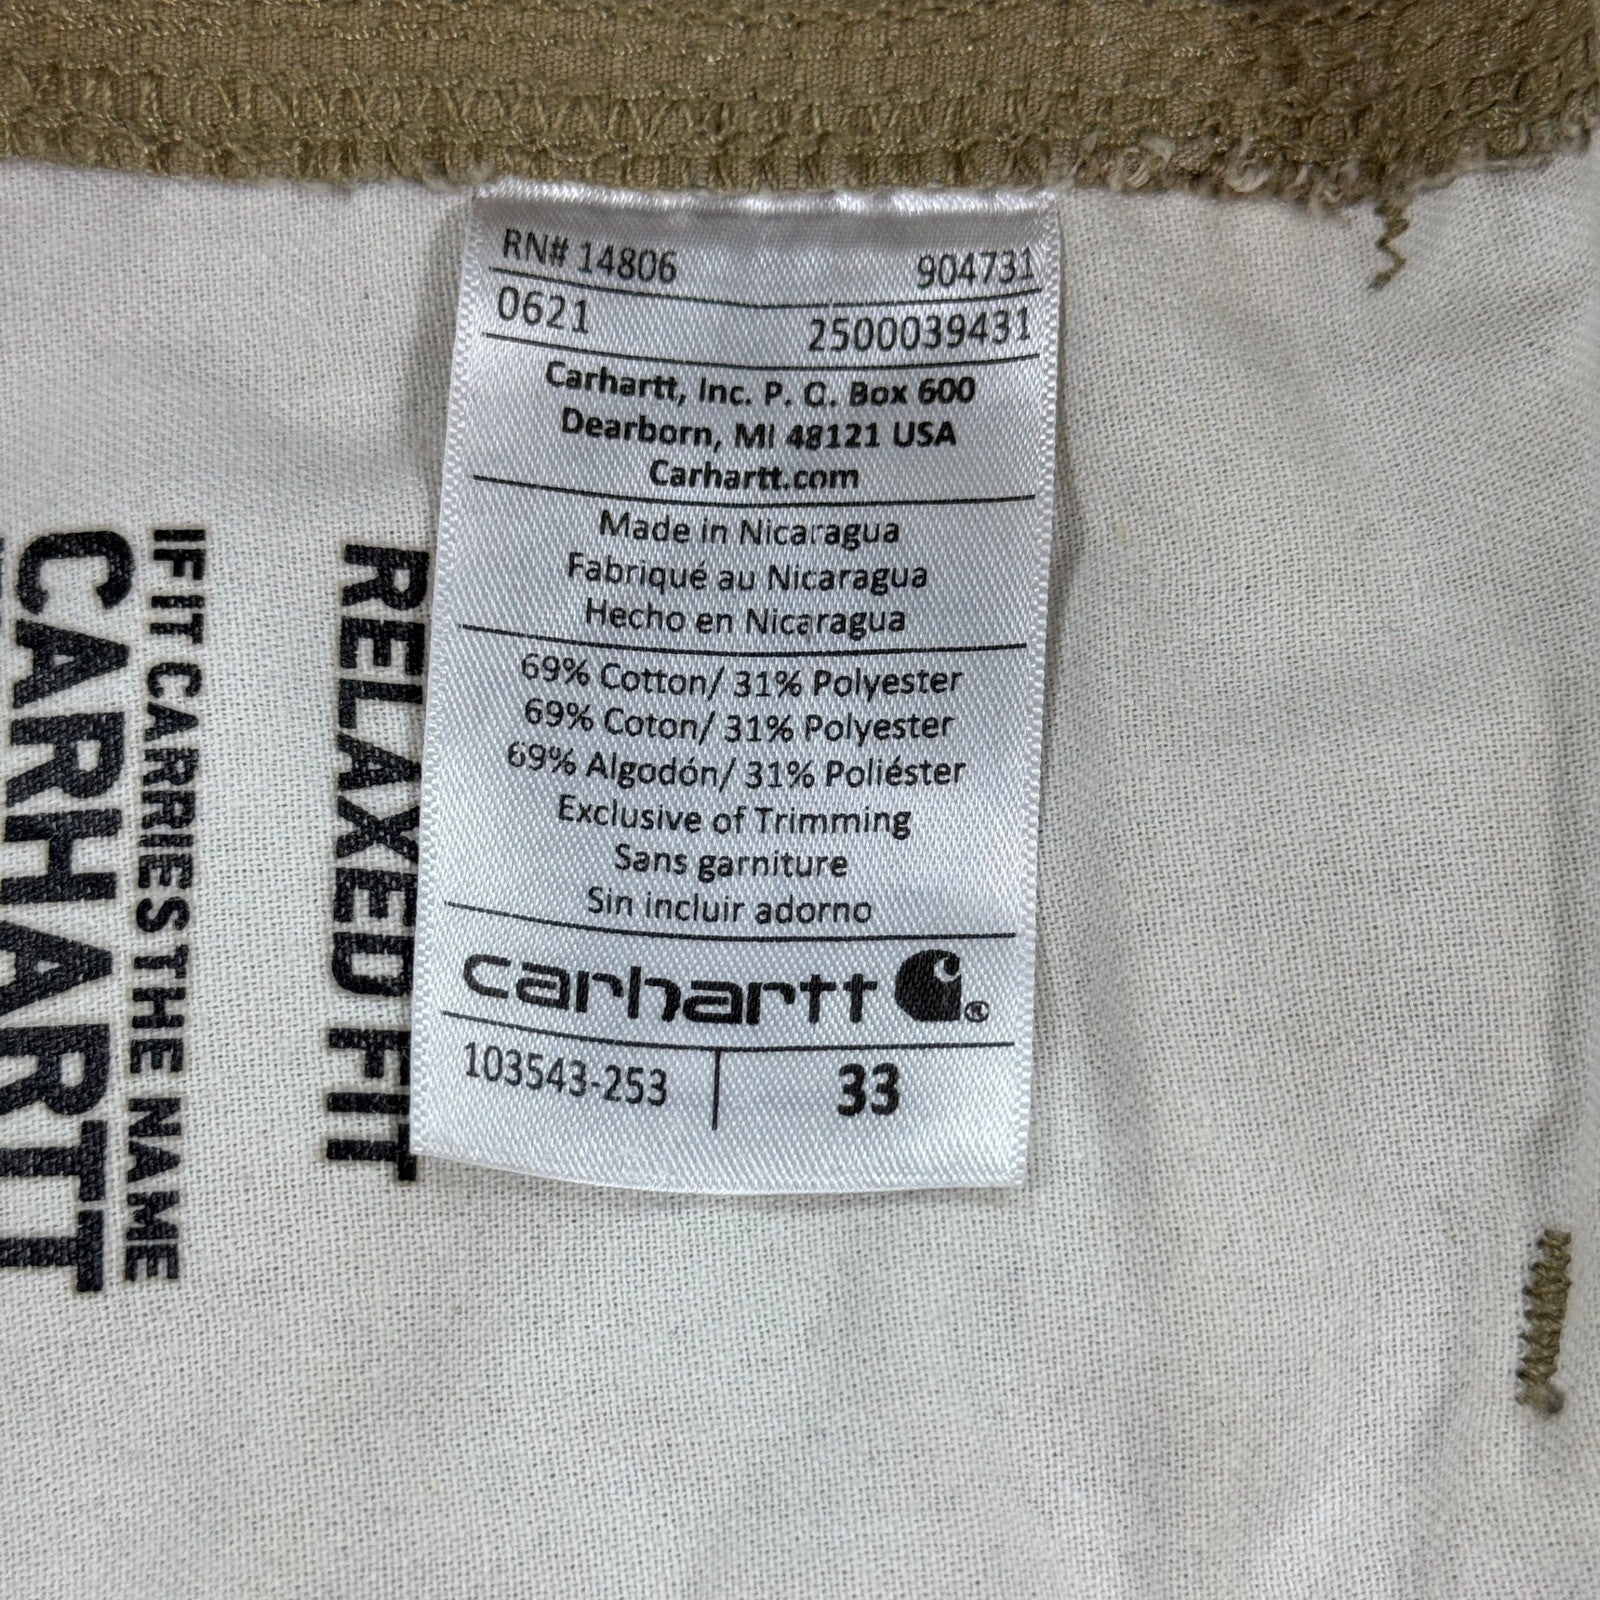 RN# 14806 904731
0621 2500039431
Carhartt, Inc. P. O. Box 600
Dearborn, MI 48121 USA
Carhartt.com
Made in Nicaragua
Fabriqué au Nicaragua
Hecho en Nicaragua
69% Cotton/ 31% Polyester
69% Coton/ 31% Polyester
69% Algodón/ 31% Poliéster
Exclusive of Trimming
Sans garniture
Sin incluir adorno
carhartt ®
103543-253 33
RELAXED FIT
IF IT CARRIES THE NAME
CARHARTT